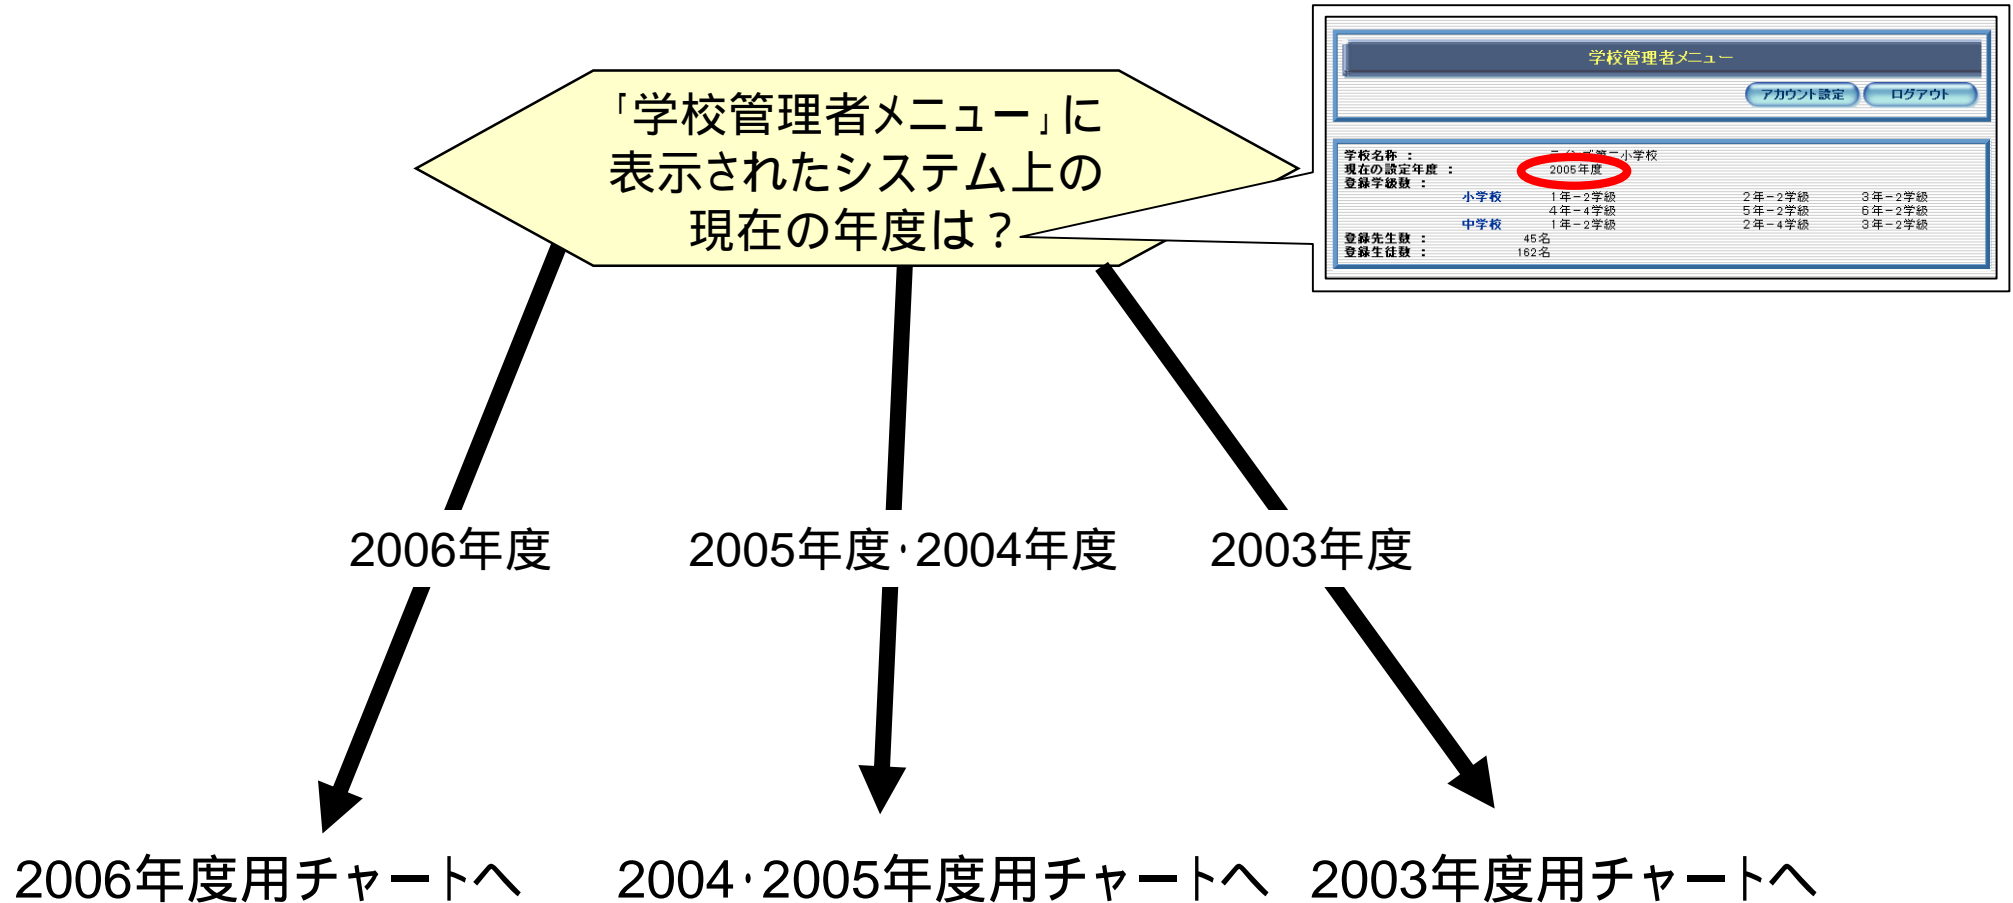 「学校管理者メニュー」に
表示されたシステム上の
現在の年度は？
学校管理者メニュー
アカウント設定 ログアウト
学校名称 ： 第二小学校
現在の設定年度 ： 2005年度
登録学級数 ：
小学校 1年－2学級 2年－2学級 3年－2学級
4年－4学級 5年－2学級 6年－2学級
中学校 1年－2学級 2年－4学級 3年－2学級
登録先生数 ： 45名
登録生徒数 ： 162名
2006年度 2005年度・2004年度 2003年度
2006年度用チャートへ 2004・2005年度用チャートへ 2003年度用チャートへ